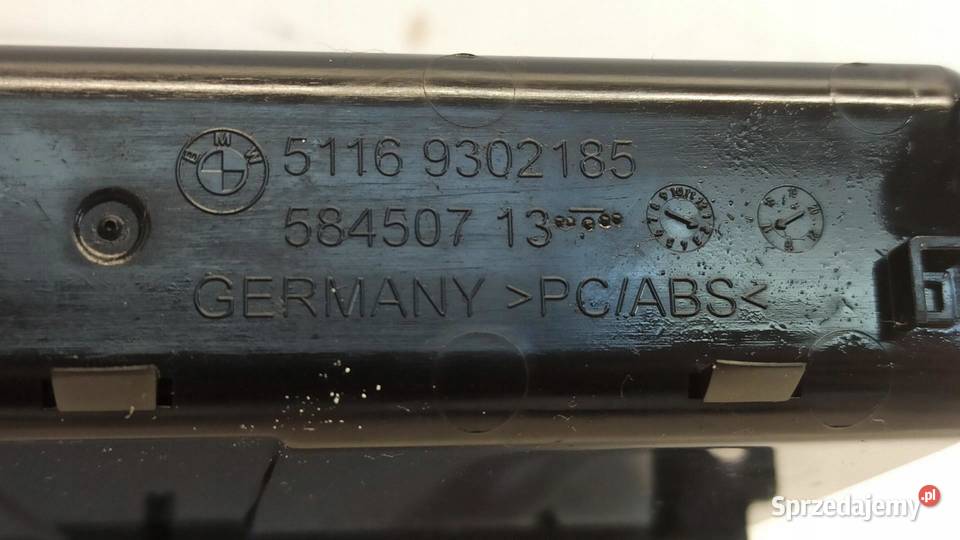 BMW 5116 9302185
584507 13
GERMANY >PC/ABS<
Sprzedajemy.pl